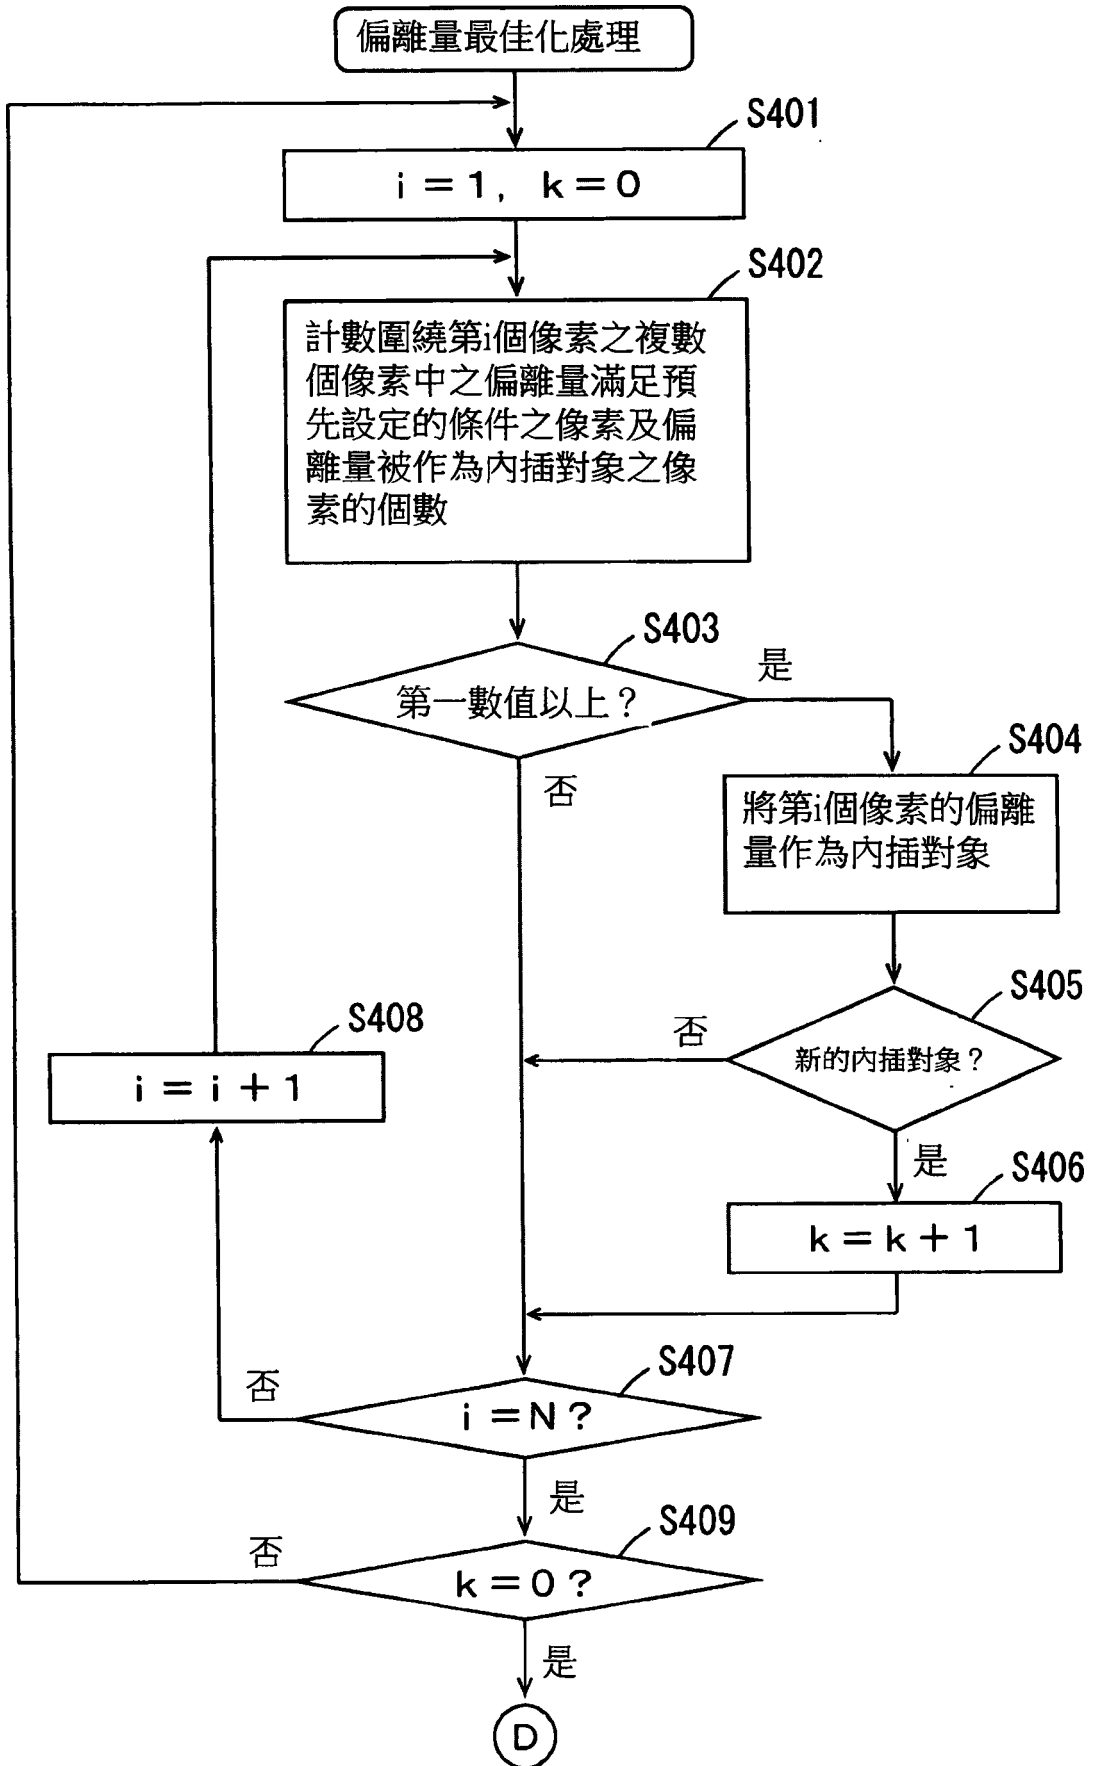 偏離量最佳化處理
S401
i = 1, k = 0
S402
計數圍繞第i個像素之複數
個像素中之偏離量滿足預
先設定的條件之像素及偏
離量被作為內插對象之像
素的個數
S403
第一數值以上？
是
否
S404
將第i個像素的偏離
量作為內插對象
S405
新的內插對象？
否
是
S406
k = k + 1
S408
i = i + 1
S407
i = N ?
否
是
S409
k = 0 ?
否
是
D